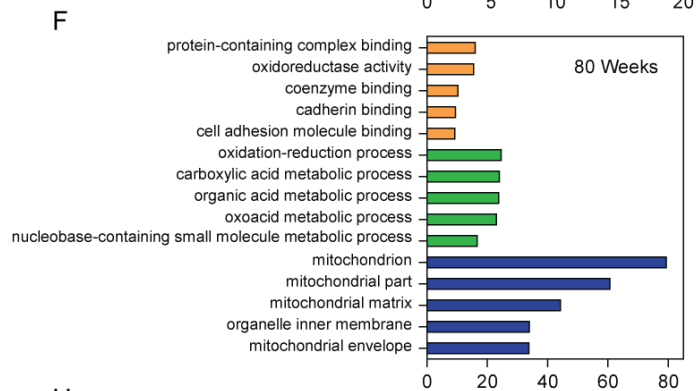 0 5 10 15 20
F
80 Weeks
protein-containing complex binding
oxidoreductase activity
coenzyme binding
cadherin binding
cell adhesion molecule binding
oxidation-reduction process
carboxylic acid metabolic process
organic acid metabolic process
oxoacid metabolic process
nucleobase-containing small molecule metabolic process
mitochondrion
mitochondrial part
mitochondrial matrix
organelle inner membrane
mitochondrial envelope
0 20 40 60 80